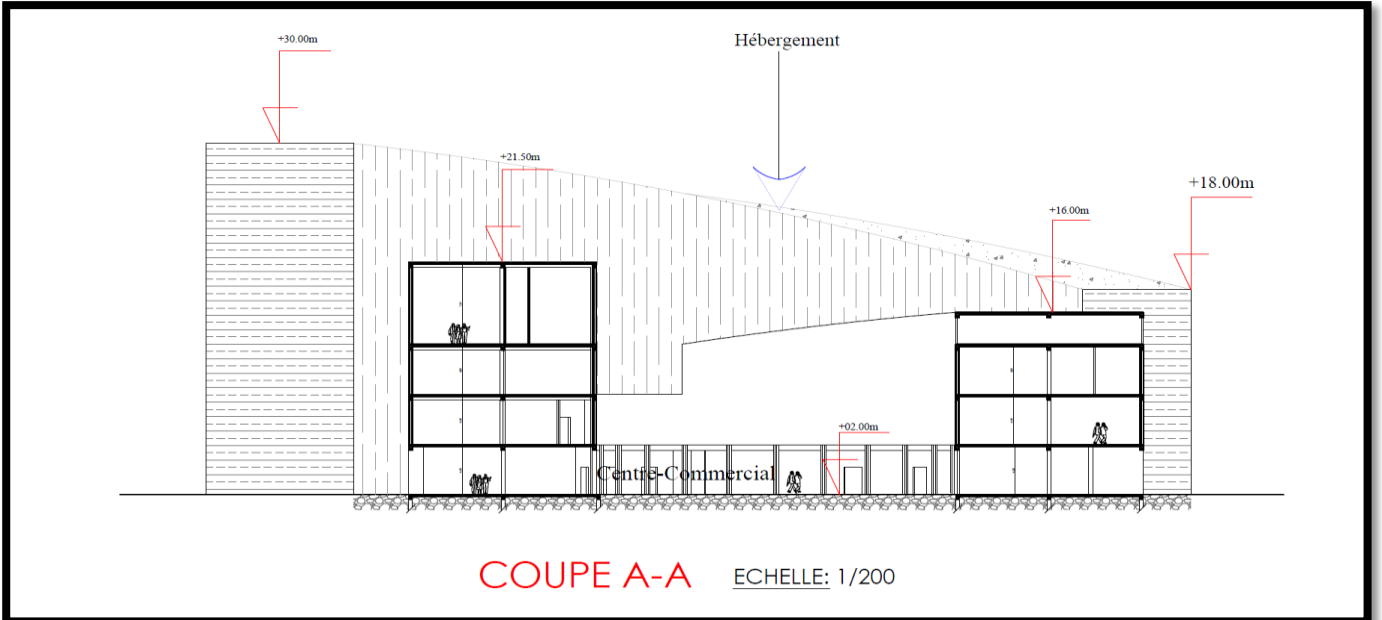 Hébergement
+30.00m
+21.50m
+18.00m
+16.00m
+02.00m
Centre-Commercial
COUPE A-A ECHELLE: 1/200